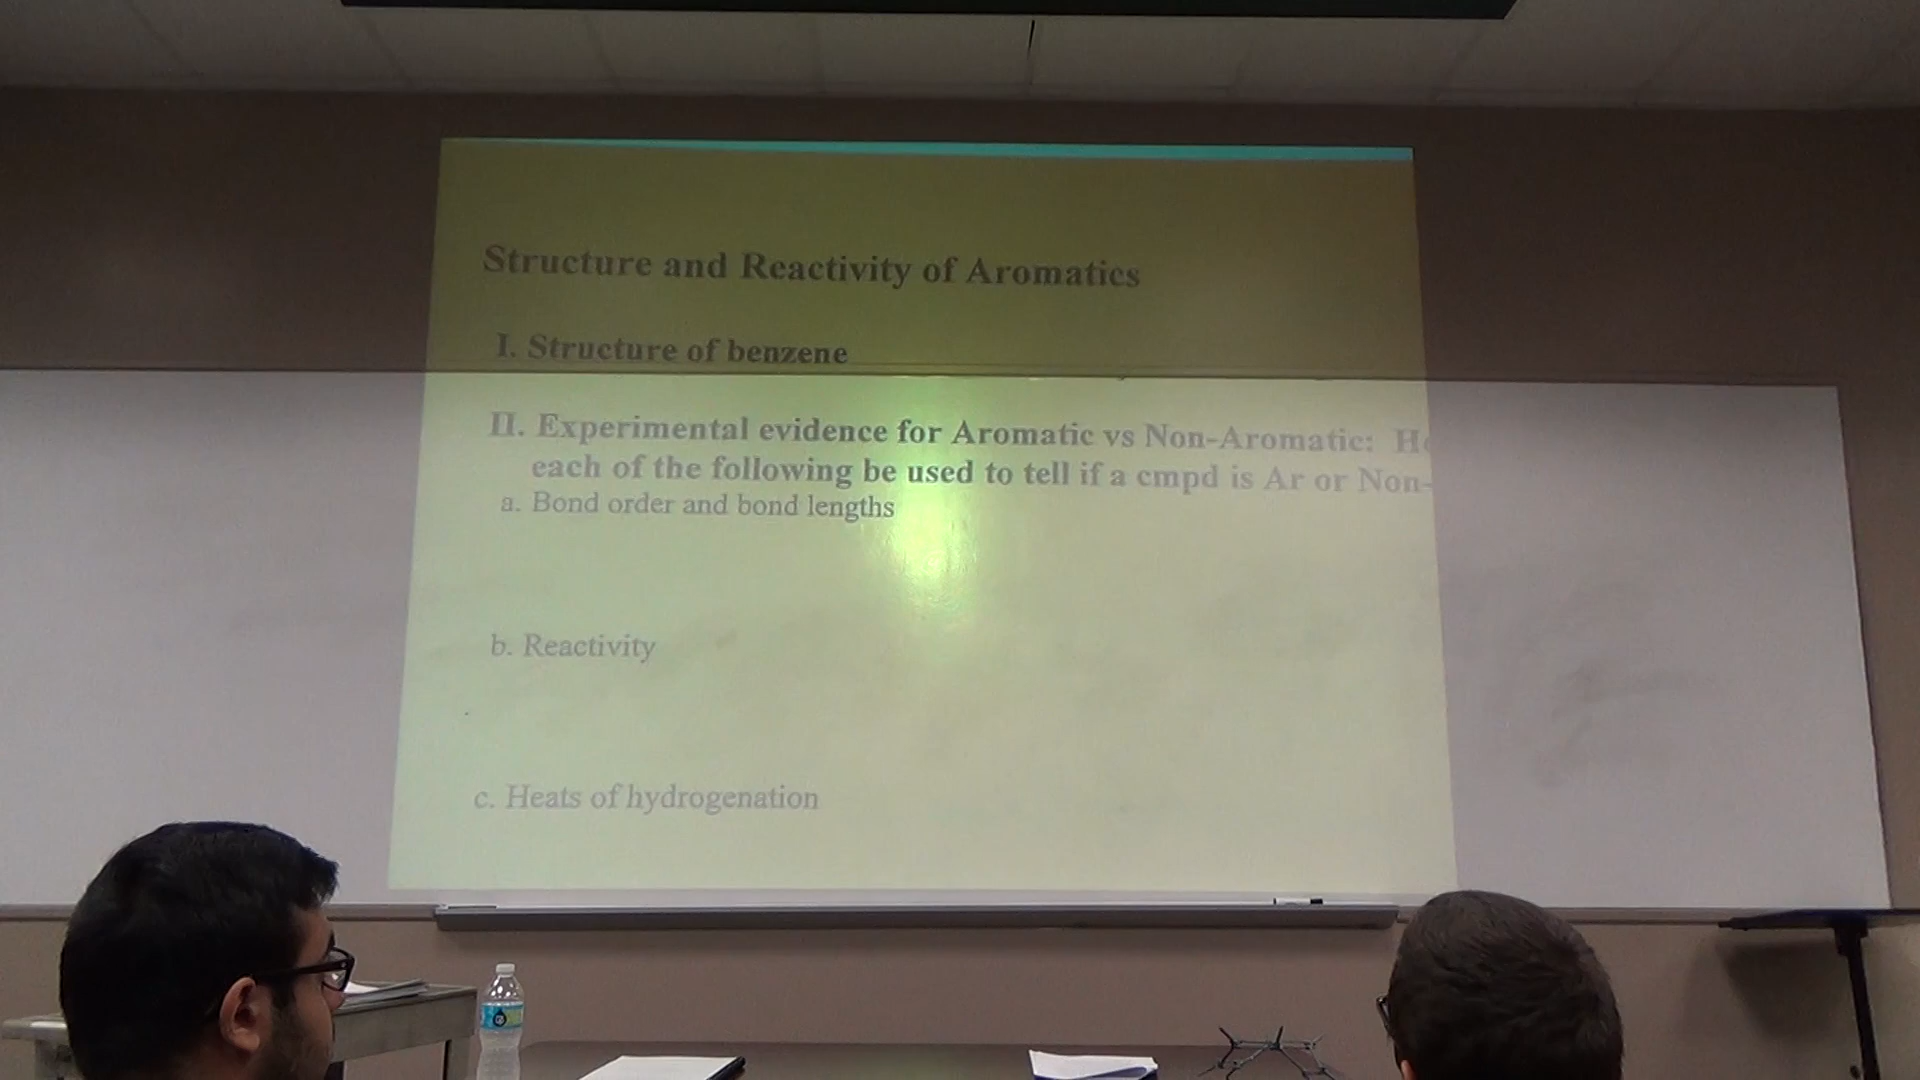 Structure and Reactivity of Aromatics
I. Structure of benzene
II. Experimental evidence for Aromatic vs Non-Aromatic:
each of the following be used to tell if a cmpd is Ar or Non-
a. Bond order and bond lengths
b. Reactivity
c. Heats of hydrogenation